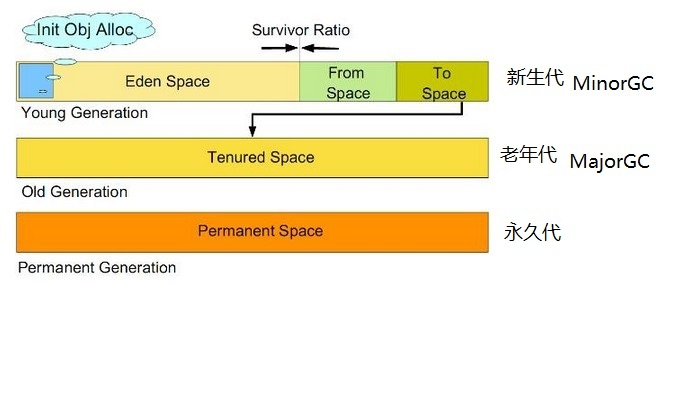 Init Obj Alloc
Survivor Ratio
Eden Space
From
Space
To
Space
新生代 MinorGC
Young Generation
Tenured Space
老年代 MajorGC
Old Generation
Permanent Space
永久代
Permanent Generation